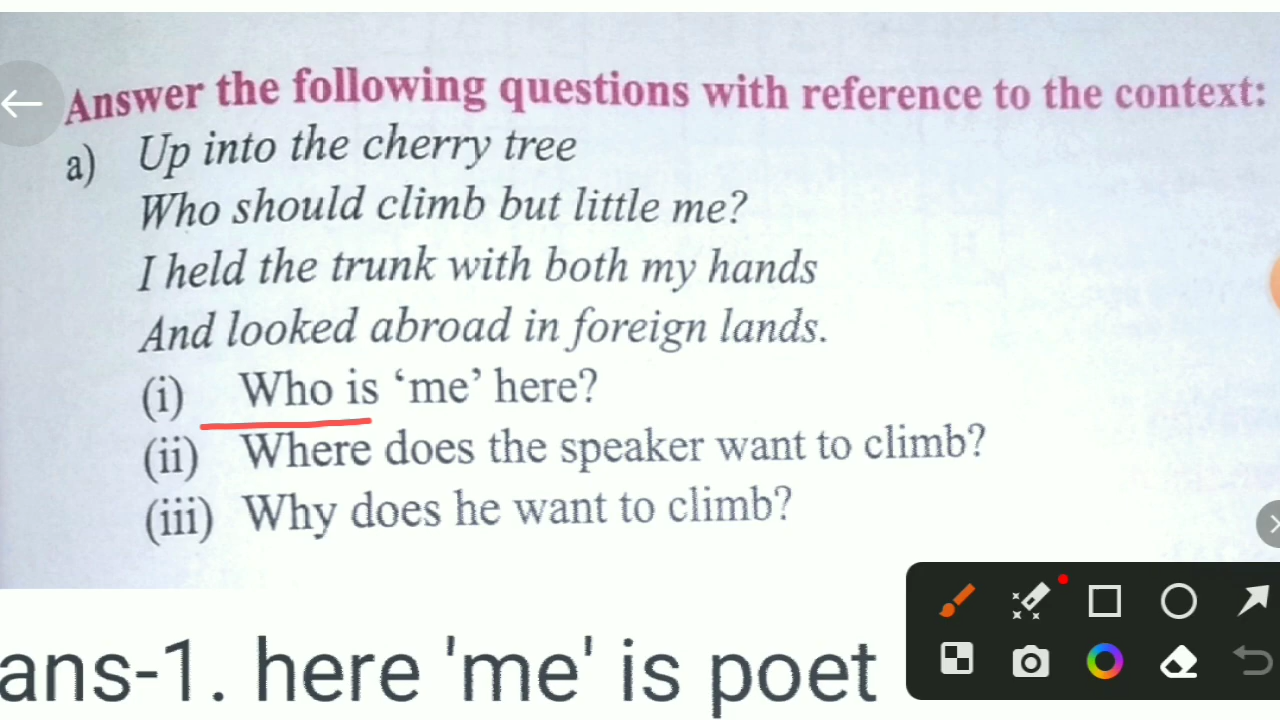 Answer the following questions with reference to the context:
a) Up into the cherry tree
Who should climb but little me?
I held the trunk with both my hands
And looked abroad in foreign lands.
(i) Who is ‘me’ here?
(ii) Where does the speaker want to climb?
(iii) Why does he want to climb?
ans-1. here 'me' is poet